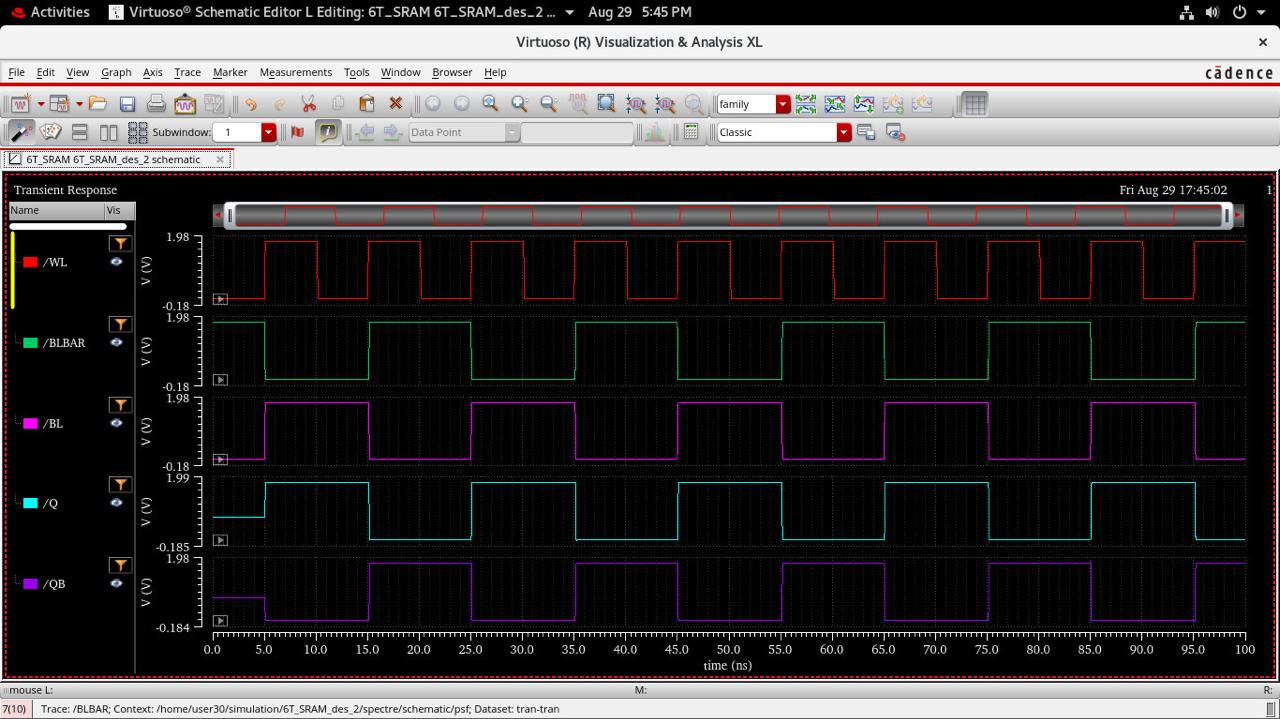 Activities Virtuoso® Schematic Editor L Editing: 6T_SRAM 6T_SRAM_des_2 ... Aug 29 5:45 PM
Virtuoso (R) Visualization & Analysis XL
File Edit View Graph Axis Trace Marker Measurements Tools Window Browser Help cādence
family
Subwindow: 1 Data Point Classic
6T_SRAM 6T_SRAM_des_2 schematic
Transient Response Fri Aug 29 17:45:02 1
Name Vis
1.98
/WL V (V)
-0.18
1.98
/BLBAR V (V)
-0.18
1.98
/BL V (V)
-0.18
1.99
/Q V (V)
-0.185
1.98
/QB V (V)
-0.184
0.0 5.0 10.0 15.0 20.0 25.0 30.0 35.0 40.0 45.0 50.0 55.0 60.0 65.0 70.0 75.0 80.0 85.0 90.0 95.0 100
time (ns)
mouse L: M: R:
7(10) Trace: /BLBAR; Context: /home/user30/simulation/6T_SRAM_des_2/spectre/schematic/psf; Dataset: tran-tran